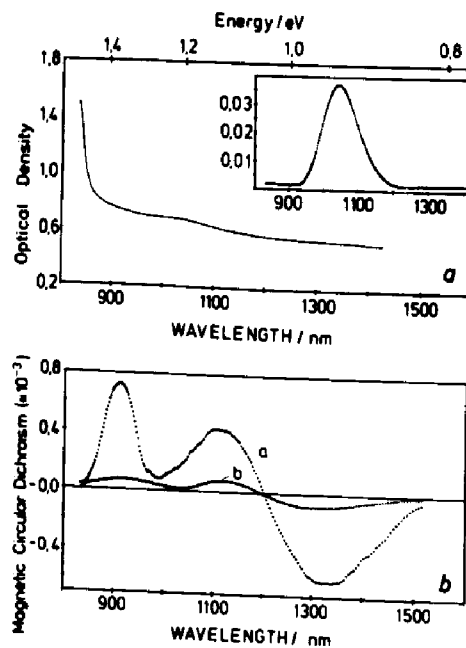 Energy/eV
1.4 1.2 1.0 0.8
1.8
1.4
1.0
0.6
0.2
Optical Density
0.03
0.02
0.01
900 1100 1300
a
900 1100 1300 1500
WAVELENGTH / nm
0.8
0.4
-0.0
-0.4
Magnetic Circular Dichroism (*10⁻³)
a
b
b
900 1100 1300 1500
WAVELENGTH / nm